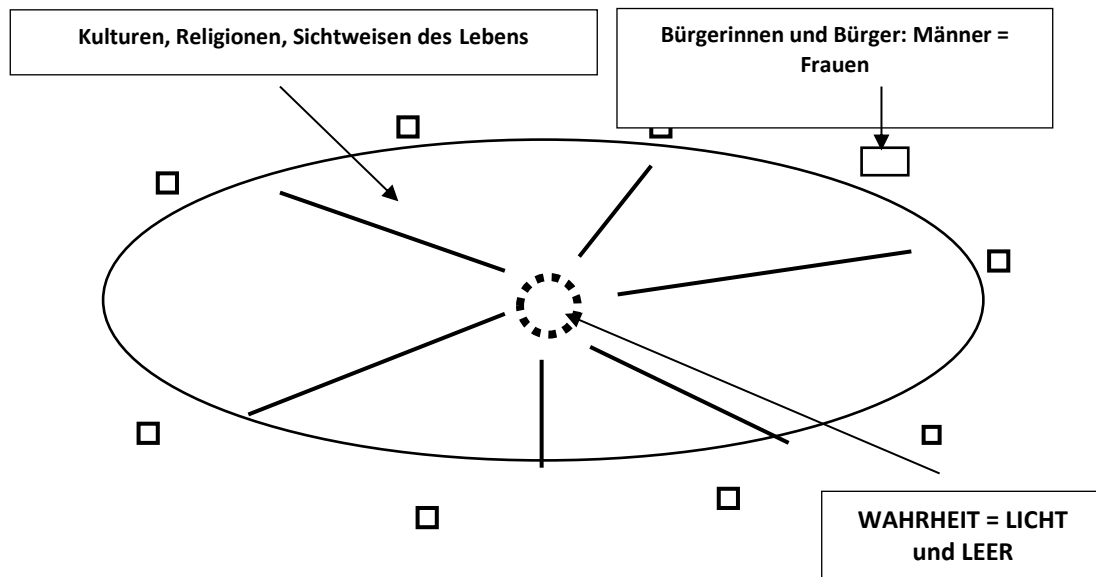 Kulturen, Religionen, Sichtweisen des Lebens
Bürgerinnen und Bürger: Männer =
Frauen
WAHRHEIT = LICHT
und LEER